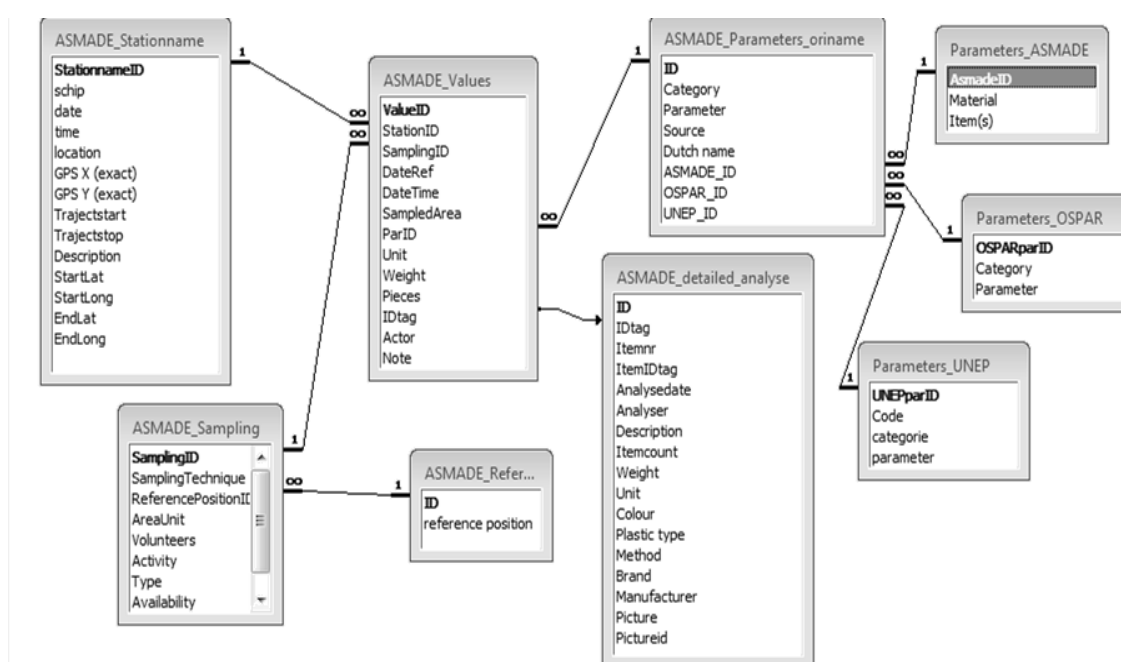 ASMADE_Stationname
StationnameID
schip
date
time
location
GPS X (exact)
GPS Y (exact)
Trajectstart
Trajectstop
Description
StartLat
StartLong
EndLat
EndLong
1
∞
∞
ASMADE_Values
ValueID
StationID
SamplingID
DateRef
DateTime
SampledArea
ParID
Unit
Weight
Pieces
IDtag
Actor
Note
1
∞
ASMADE_Parameters_oriname
ID
Category
Parameter
Source
Dutch name
ASMADE_ID
OSPAR_ID
UNEP_ID
1
∞
∞
∞
Parameters_ASMADE
AsmadeID
Material
Item(s)
1
Parameters_OSPAR
OSPARparID
Category
Parameter
1
Parameters_UNEP
UNEPparID
Code
categorie
parameter
ASMADE_detailed_analyse
ID
IDtag
Itemnr
ItemIDtag
Analysedate
Analyser
Description
Itemcount
Weight
Unit
Colour
Plastic type
Method
Brand
Manufacturer
Picture
Pictureid
ASMADE_Sampling
SamplingID
SamplingTechnique
ReferencePositionID
AreaUnit
Volunteers
Activity
Type
Availability
1
∞
1
ASMADE_Refer...
ID
reference position